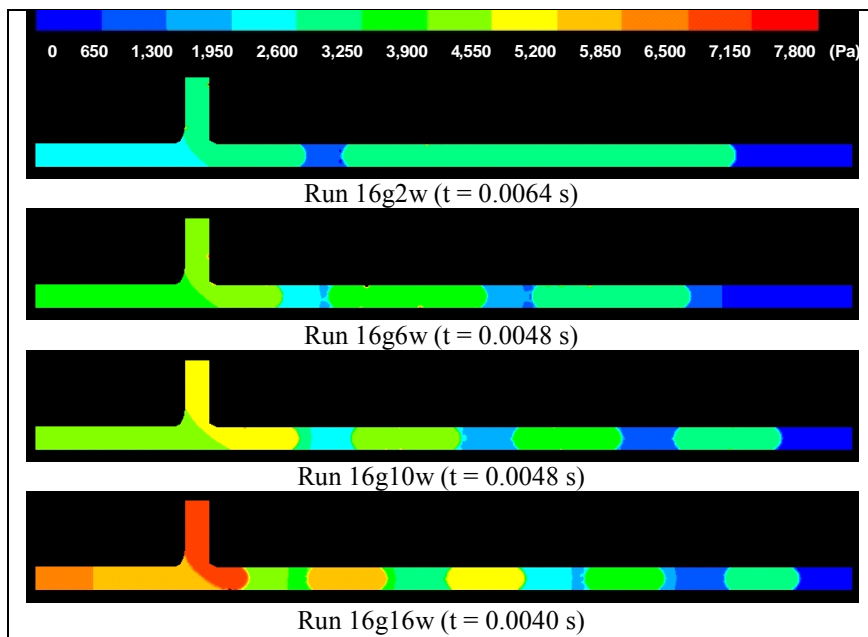 0 650 1,300 1,950 2,600 3,250 3,900 4,550 5,200 5,850 6,500 7,150 7,800 (Pa)
Run 16g2w (t = 0.0064 s)
Run 16g6w (t = 0.0048 s)
Run 16g10w (t = 0.0048 s)
Run 16g16w (t = 0.0040 s)